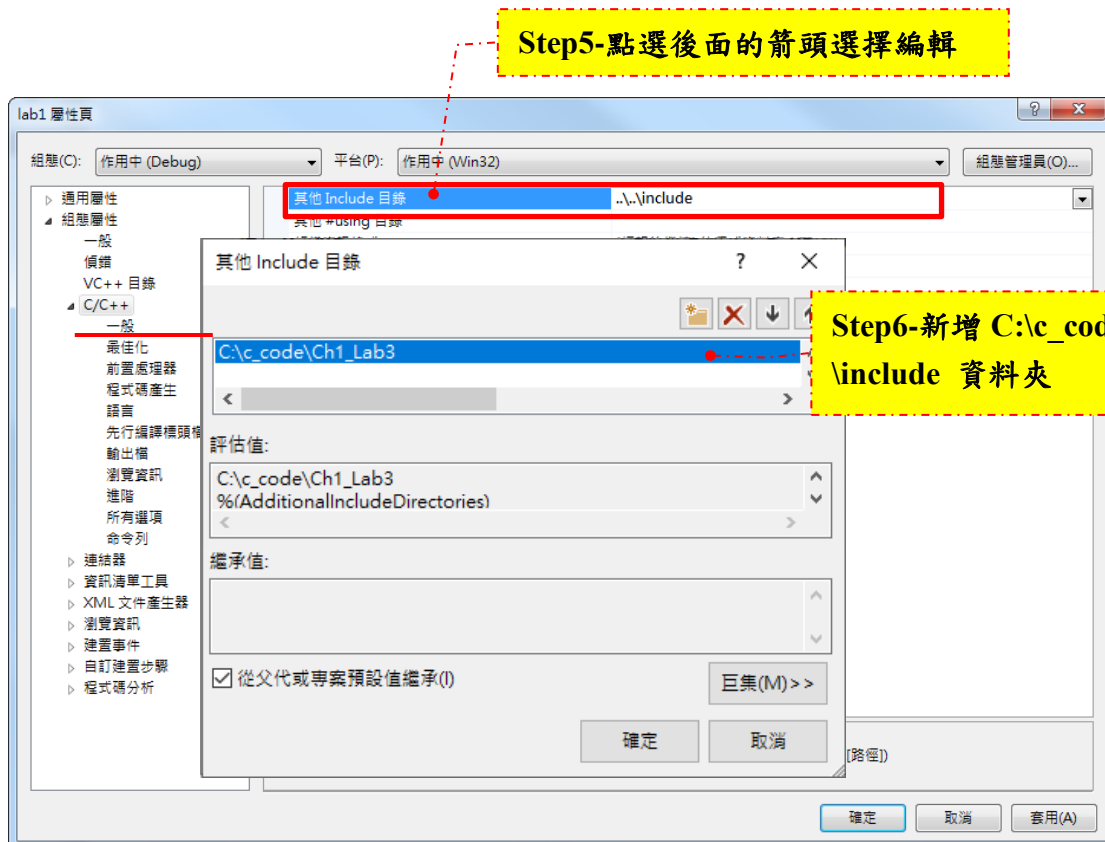 Step5-點選後面的箭頭選擇編輯
lab1 屬性頁
組態(C):
作用中 (Debug)
平台(P):
作用中 (Win32)
組態管理員(O)...
通用屬性
組態屬性
一般
偵錯
VC++ 目錄
C/C++
一般
最佳化
前置處理器
程式碼產生
語言
先行編譯標頭檔
輸出檔
瀏覽資訊
進階
所有選項
命令列
連結器
資訊清單工具
XML 文件產生器
瀏覽資訊
建置事件
自訂建置步驟
程式碼分析
其他 Include 目錄
..\..\include
其他 #using 目錄
其他 Include 目錄
Step6-新增 C:\c_cod
\include 資料夾
C:\c_code\Ch1_Lab3
評估值:
C:\c_code\Ch1_Lab3
%(AdditionalIncludeDirectories)
繼承值:
從父代或專案預設值繼承(I)
巨集(M)>>
確定
取消
[路徑])
確定
取消
套用(A)